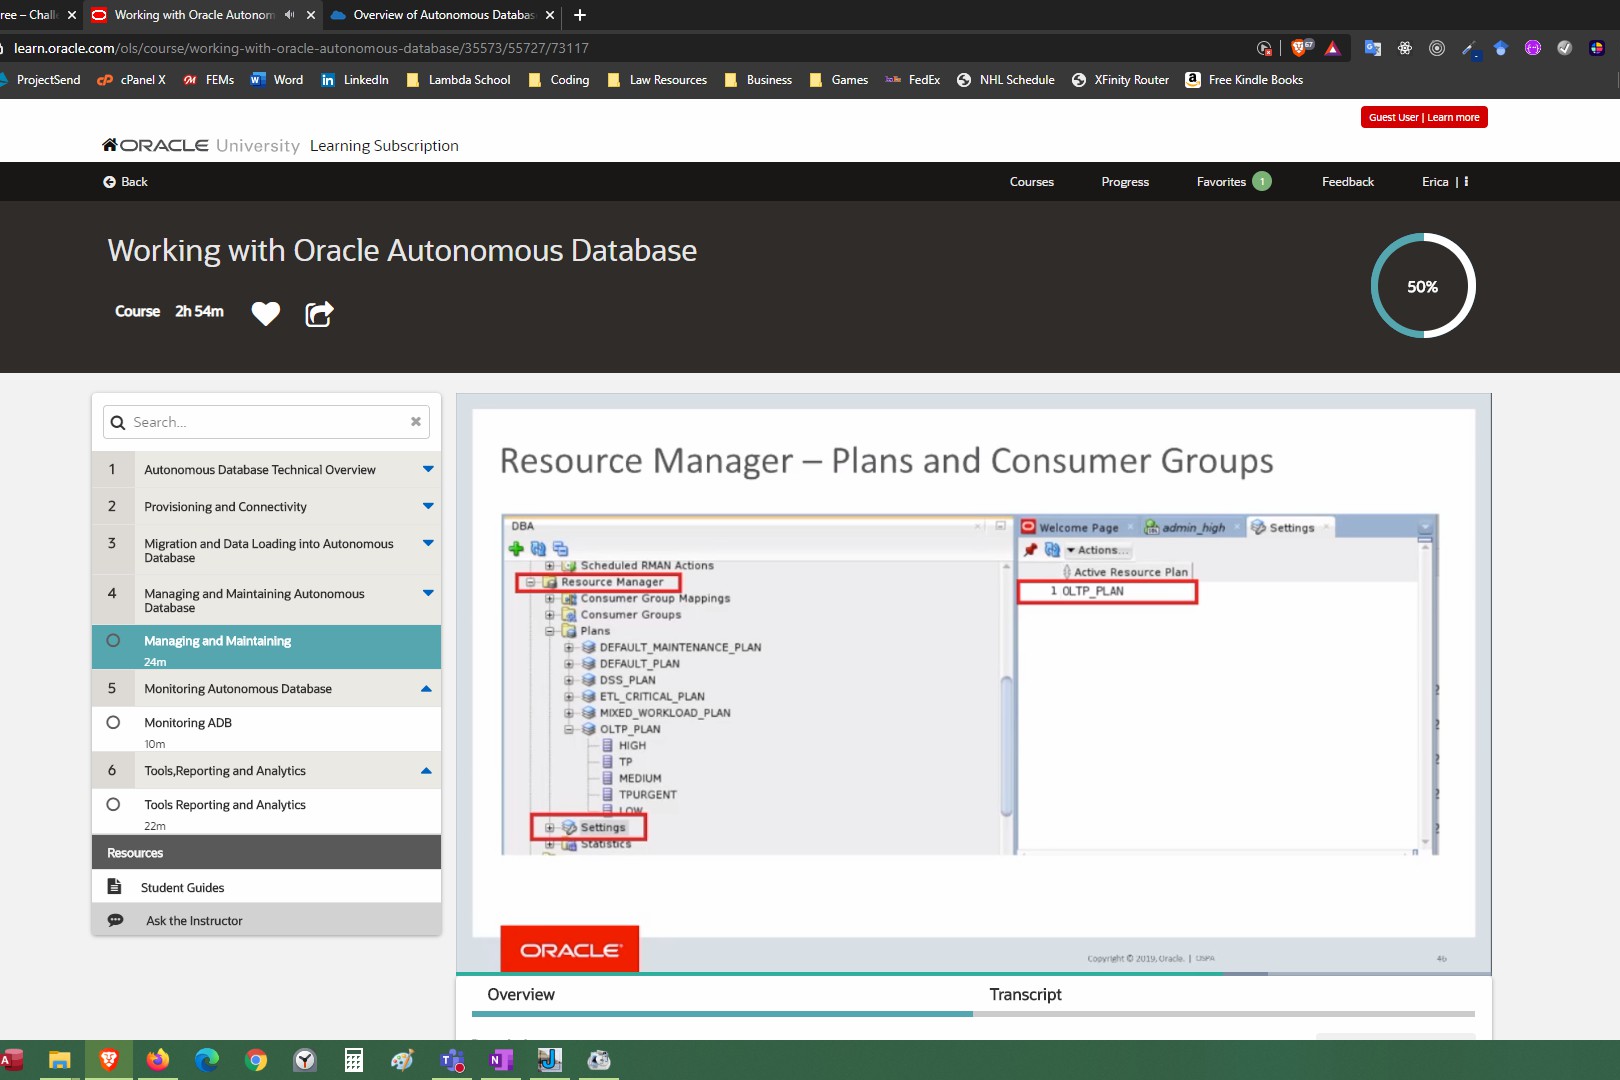 ree – Chall
Working with Oracle Autonom
Overview of Autonomous Databas
learn.oracle.com/ols/course/working-with-oracle-autonomous-database/35573/55727/73117
67
ProjectSend
cPanel X
FEMs
Word
LinkedIn
Lambda School
Coding
Law Resources
Business
Games
FedEx
NHL Schedule
XFinity Router
Free Kindle Books
Guest User | Learn more
ORACLE University Learning Subscription
Back
Courses
Progress
Favorites 1
Feedback
Erica |
Working with Oracle Autonomous Database
Course 2h 54m
50%
Search...
1 Autonomous Database Technical Overview
2 Provisioning and Connectivity
3 Migration and Data Loading into Autonomous
Database
4 Managing and Maintaining Autonomous
Database
Managing and Maintaining
24m
5 Monitoring Autonomous Database
Monitoring ADB
10m
6 Tools,Reporting and Analytics
Tools Reporting and Analytics
22m
Resources
Student Guides
Ask the Instructor
Resource Manager – Plans and Consumer Groups
DBA
Scheduled RMAN Actions
Resource Manager
Consumer Group Mappings
Consumer Groups
Plans
DEFAULT_MAINTENANCE_PLAN
DEFAULT_PLAN
DSS_PLAN
ETL_CRITICAL_PLAN
MIXED_WORKLOAD_PLAN
OLTP_PLAN
HIGH
TP
MEDIUM
TPURGENT
LOW
Settings
Statistics
Welcome Page
admin_high
Settings
Actions...
Active Resource Plan
1 OLTP_PLAN
ORACLE
Copyright © 2019, Oracle. |
46
Overview
Transcript